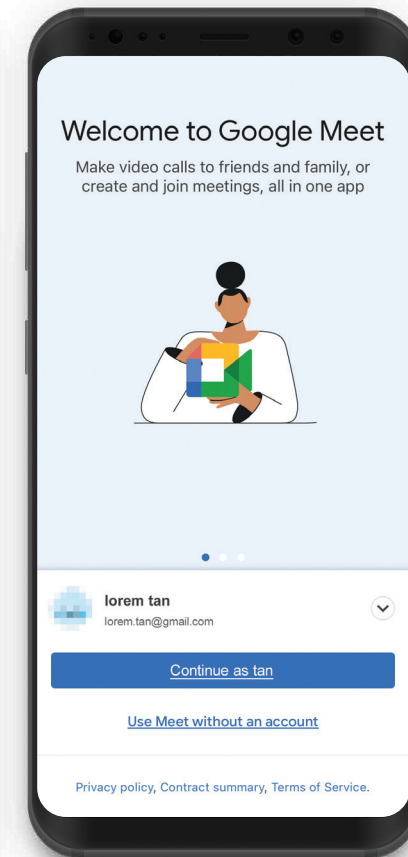 Welcome to Google Meet
Make video calls to friends and family, or
create and join meetings, all in one app
lorem tan
lorem.tan@gmail.com
Continue as tan
Use Meet without an account
Privacy policy, Contract summary, Terms of Service.